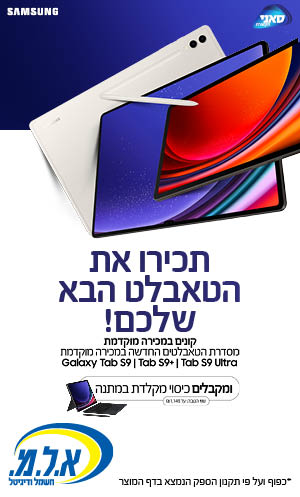 SAMSUNG
סאני
תכירו את
הטאבלט הבא
שלכם!
קונים במכירה מוקדמת
מסדרת הטאבלטים החדשה במכירה מוקדמת
Galaxy Tab S9 | Tab S9+ | Tab S9 Ultra
ומקבלים כיסוי מקלדת במתנה
א.ל.מ.
חשמל ודיגיטל
*כפוף ועל פי תקנון הספק הנמצא בדף המוצר